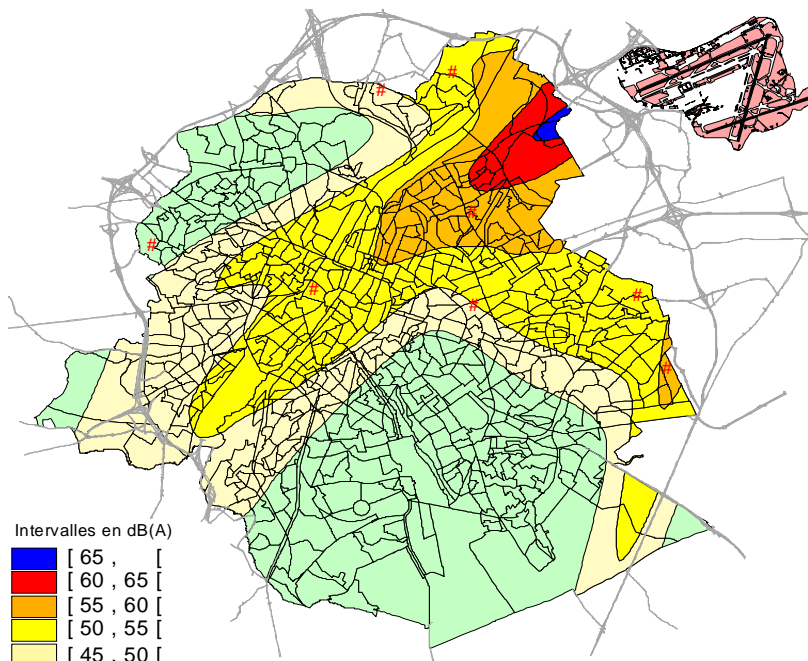 #
#
#
#
#
#
#
#
Intervalles en dB(A)
[ 65 , [
[ 60 , 65 [
[ 55 , 60 [
[ 50 , 55 [
[ 45 , 50 [